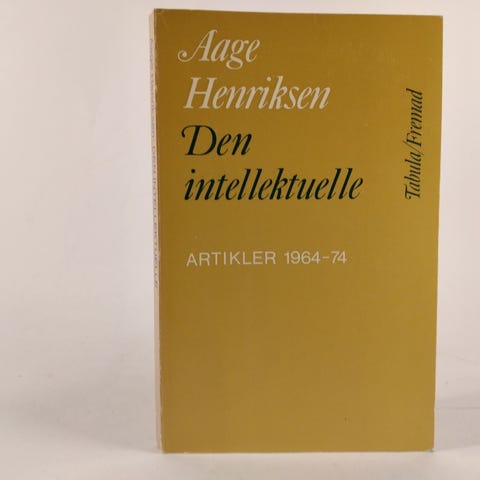 Aage
Henriksen
Den
intellektuelle
ARTIKLER 1964-74
Tabula/Fremad